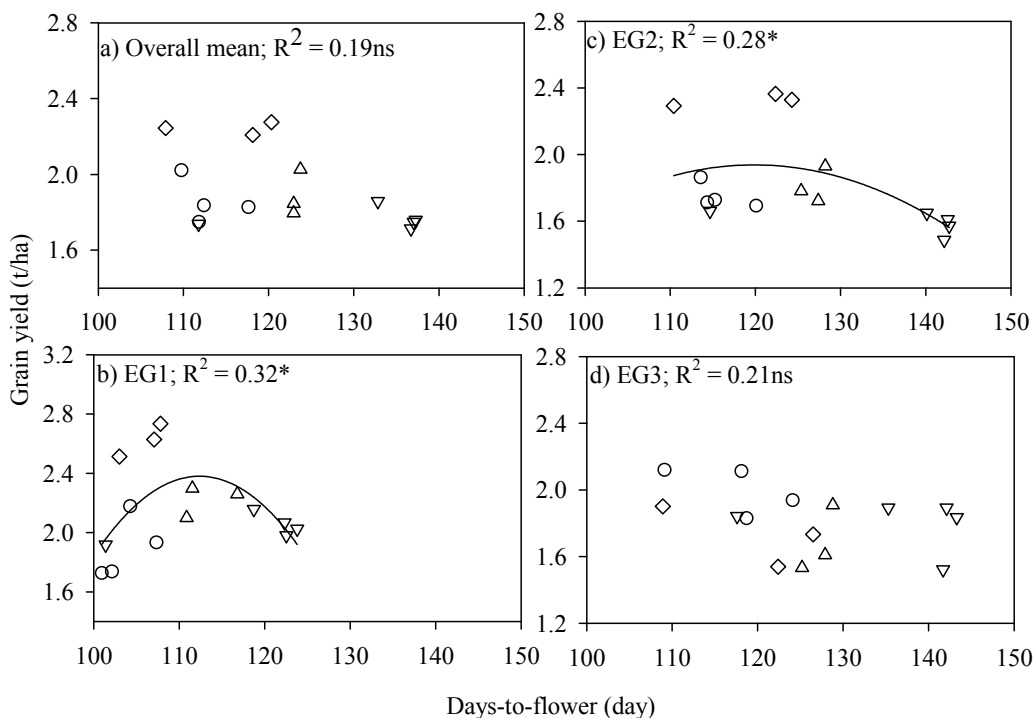 a) Overall mean; R² = 0.19ns
2.8
2.4
2.0
1.6
100 110 120 130 140 150
c) EG2; R² = 0.28*
2.8
2.4
2.0
1.6
1.2
100 110 120 130 140 150
b) EG1; R² = 0.32*
3.2
2.8
2.4
2.0
1.6
100 110 120 130 140 150
d) EG3; R² = 0.21ns
2.8
2.4
2.0
1.6
1.2
100 110 120 130 140 150
Grain yield (t/ha)
Days-to-flower (day)